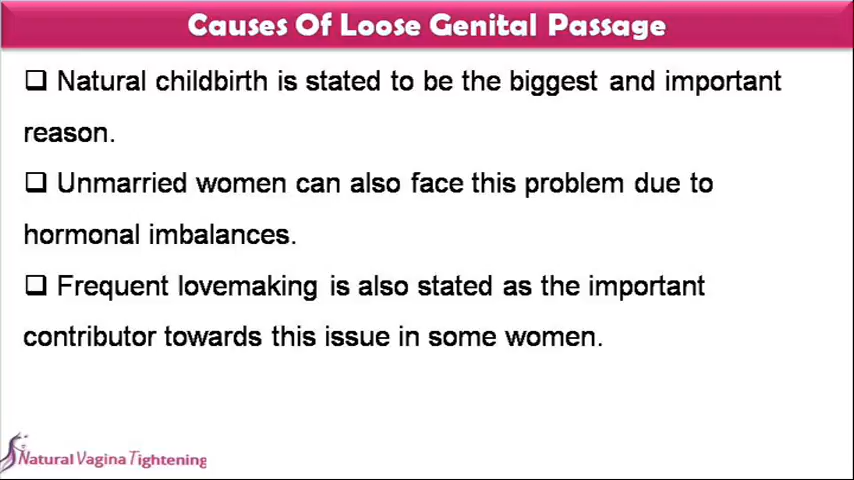 Causes Of Loose Genital Passage
❑ Natural childbirth is stated to be the biggest and important
reason.
❑ Unmarried women can also face this problem due to
hormonal imbalances.
❑ Frequent lovemaking is also stated as the important
contributor towards this issue in some women.
Natural Vagina Tightening